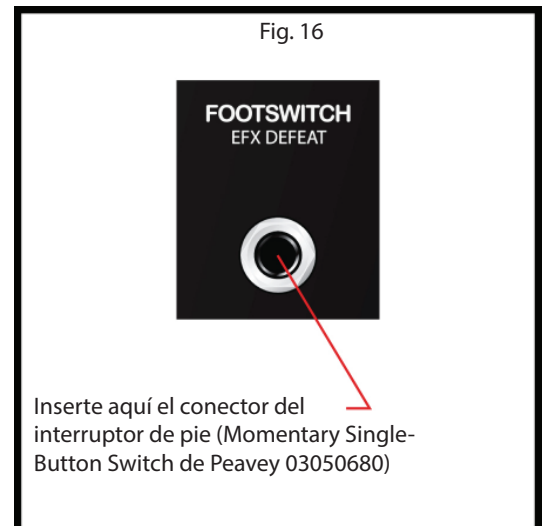 Fig. 16
FOOTSWITCH
EFX DEFEAT
Inserte aquí el conector del
interruptor de pie (Momentary Single-
Button Switch de Peavey 03050680)